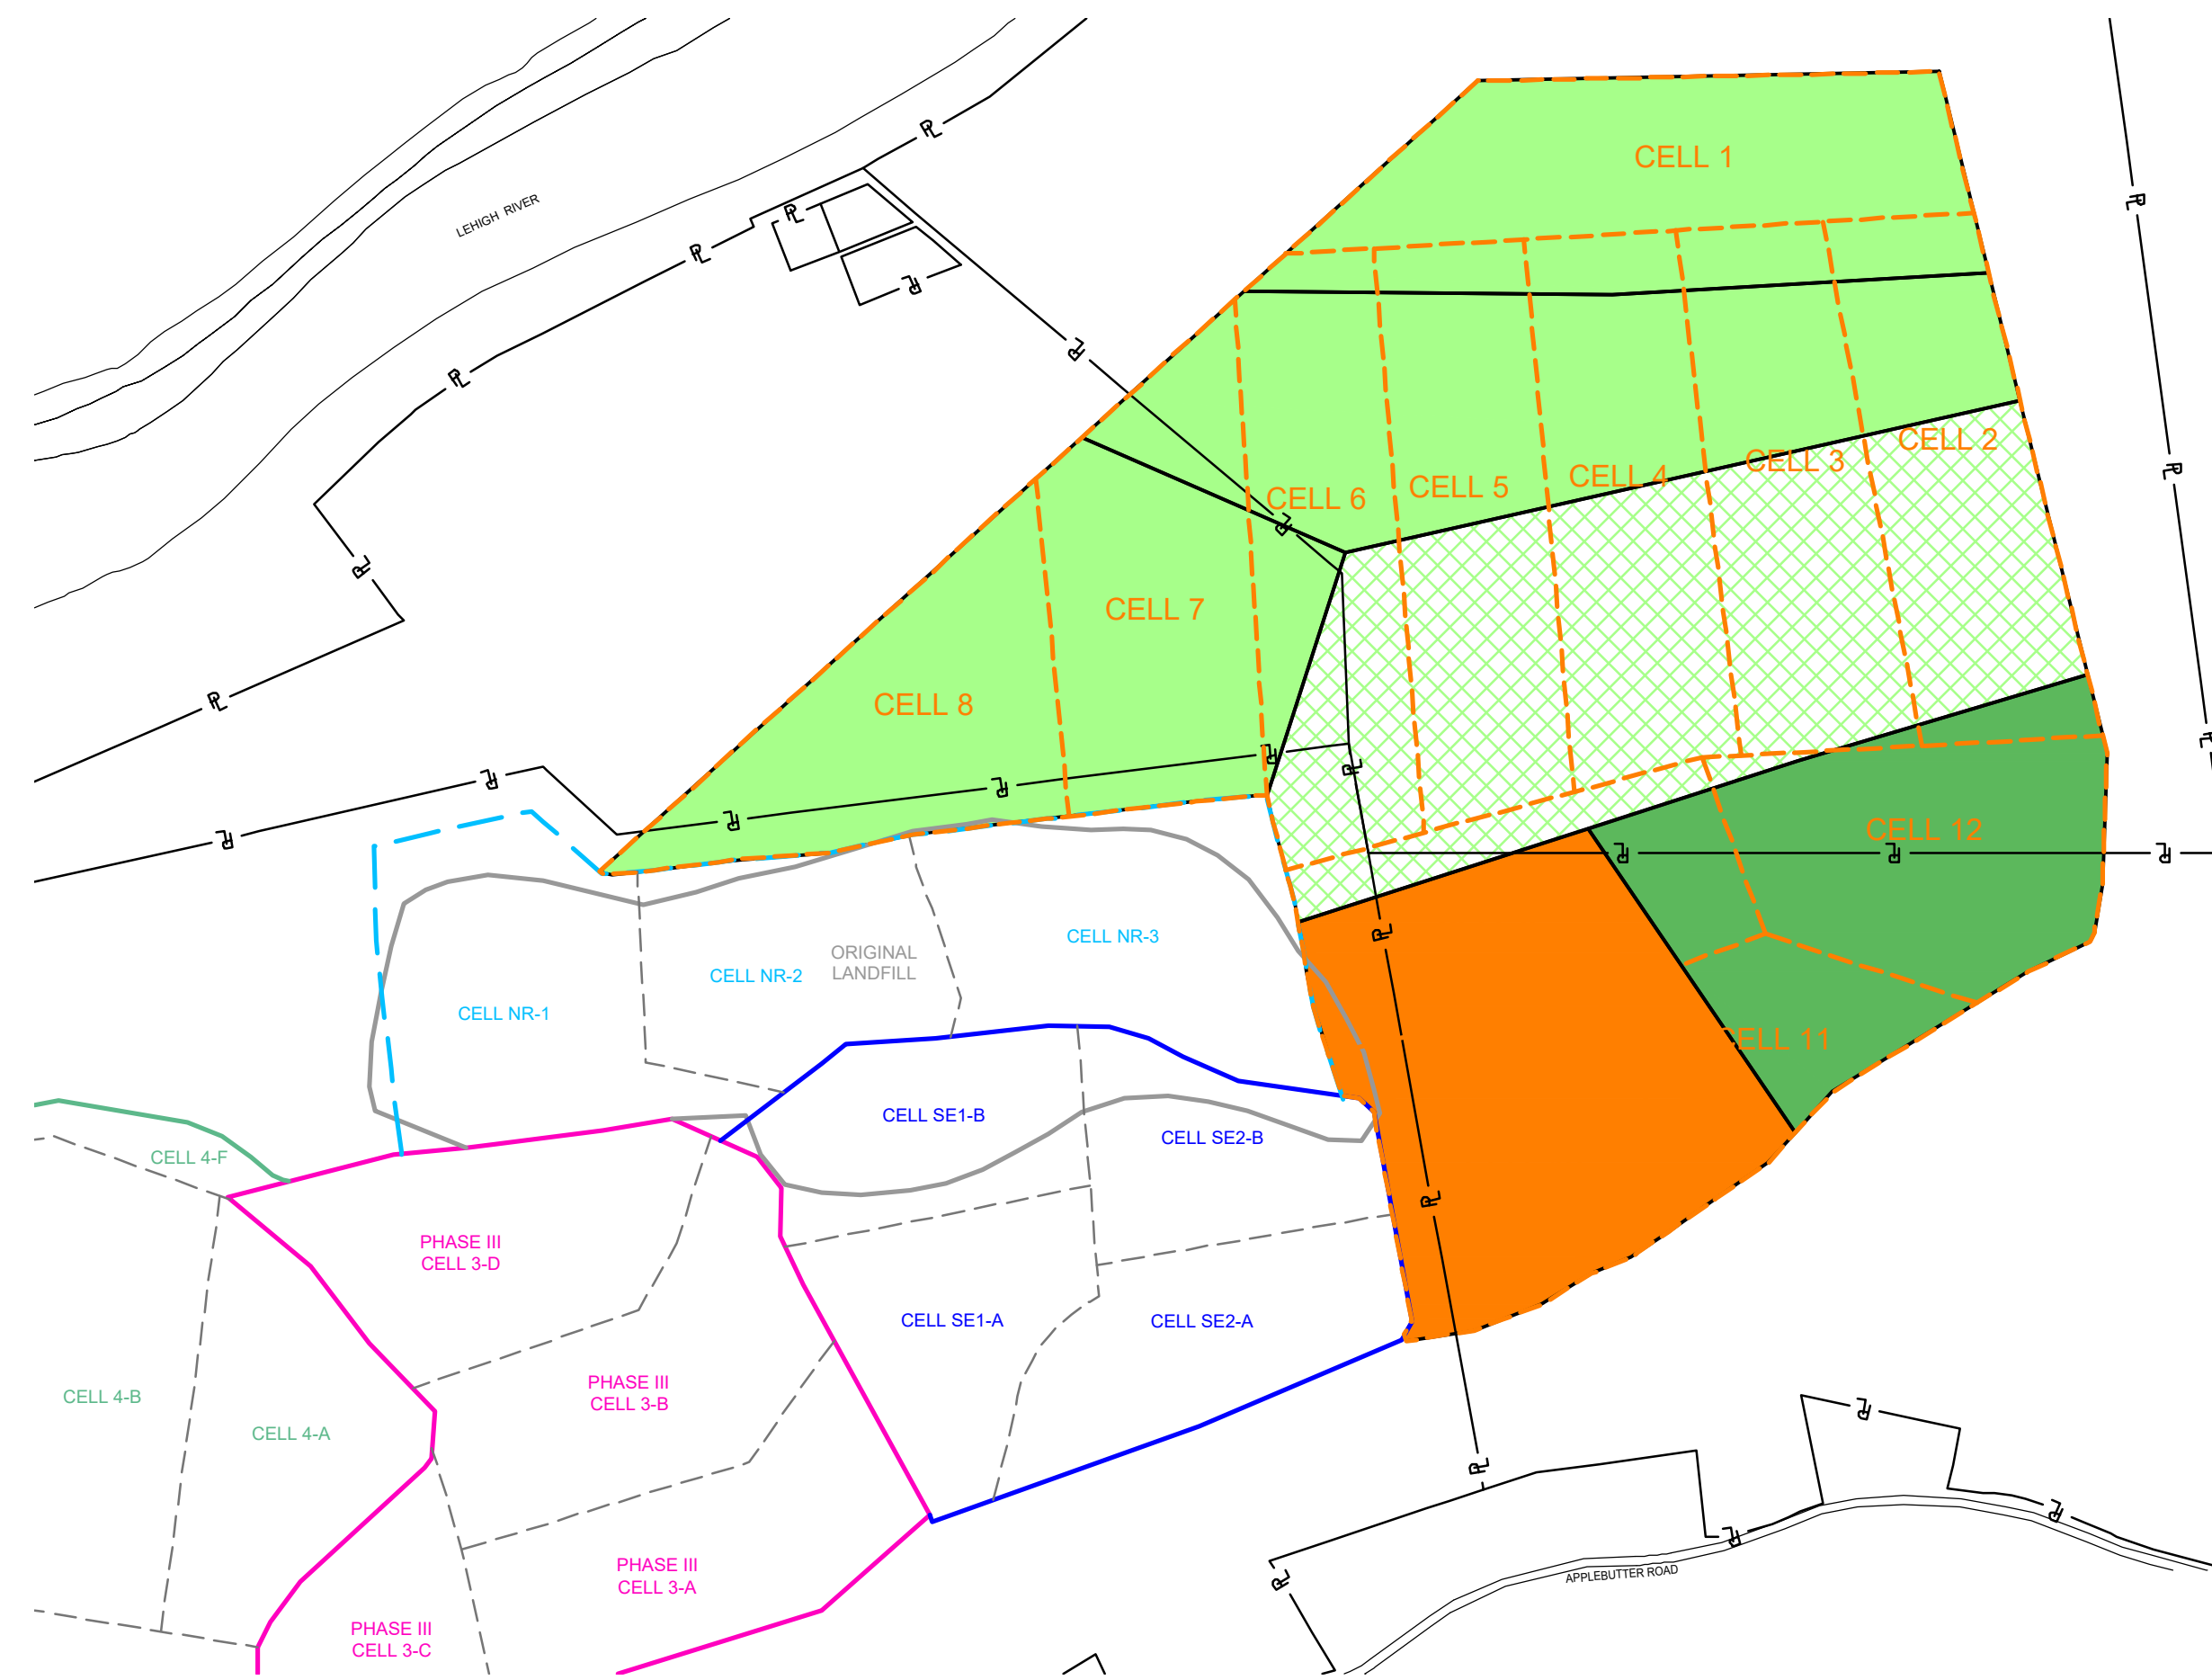 CELL 1
LEHIGH RIVER
CELL 2
CELL 3
CELL 4
CELL 5
CELL 6
CELL 7
CELL 8
CELL 12
CELL NR-3
ORIGINAL
LANDFILL
CELL NR-2
CELL NR-1
ELL 11
CELL SE1-B
CELL SE2-B
CELL 4-F
PHASE III
CELL 3-D
CELL SE1-A
CELL SE2-A
PHASE III
CELL 3-B
CELL 4-B
CELL 4-A
PHASE III
CELL 3-A
APPLEBUTTER ROAD
PHASE III
CELL 3-C